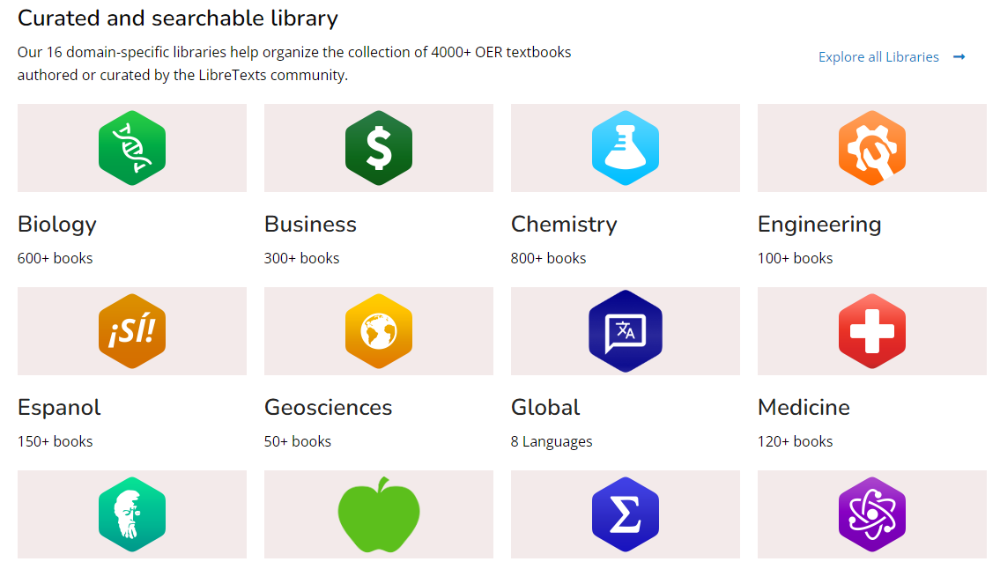 Curated and searchable library
Our 16 domain-specific libraries help organize the collection of 4000+ OER textbooks
authored or curated by the LibreTexts community.
Explore all Libraries
$
Biology
Business
Chemistry
Engineering
600+ books
300+ books
800+ books
100+ books
¡SÍ!
文A
Espanol
Geosciences
Global
Medicine
150+ books
50+ books
8 Languages
120+ books
Σ